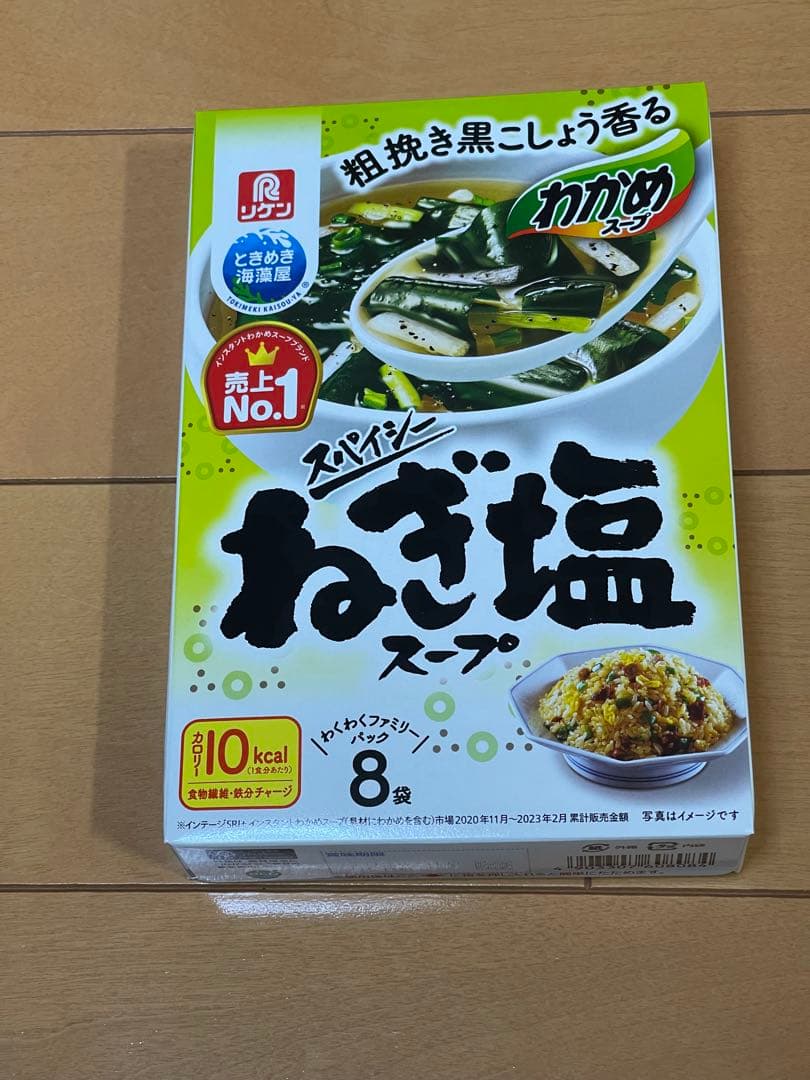 粗挽き黒こしょう香る
わかめ
スープ
R
リケン
ときめき
海藻屋
TOKIMEKI KAISOU-YA ®
インスタントわかめスープブランド
売上
No.1
※
スパイシー
ねぎ塩
スープ
カロリー
10kcal
(1食分あたり)
食物繊維・鉄分チャージ
わくわくファミリー
パック
8袋
※インテージSRI+ インスタントわかめスープ(具材にわかめを含む)市場 2020年11月～2023年2月 累計販売金額
写真はイメージです
賞味期限
外箱
内袋